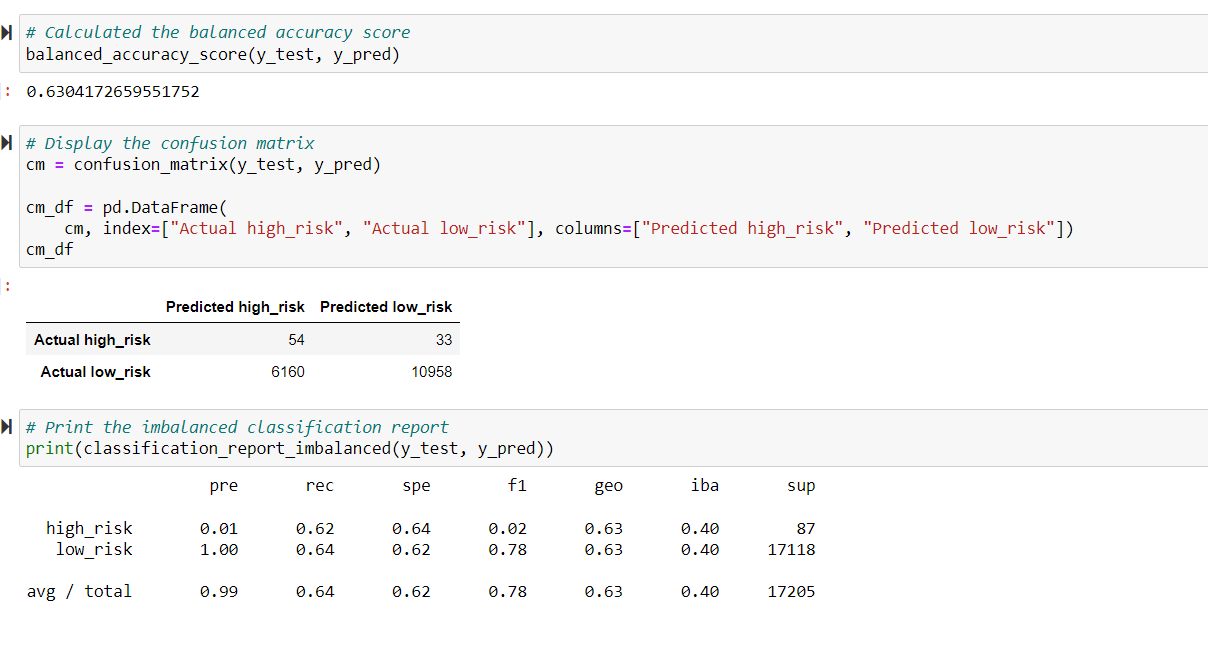 # Calculated the balanced accuracy score
balanced_accuracy_score(y_test, y_pred)
: 0.6304172659551752
# Display the confusion matrix
cm = confusion_matrix(y_test, y_pred)
cm_df = pd.DataFrame(
cm, index=["Actual high_risk", "Actual low_risk"], columns=["Predicted high_risk", "Predicted low_risk"])
cm_df
:
Predicted high_risk Predicted low_risk
Actual high_risk 54 33
Actual low_risk 6160 10958
# Print the imbalanced classification report
print(classification_report_imbalanced(y_test, y_pred))
pre rec spe f1 geo iba sup
high_risk 0.01 0.62 0.64 0.02 0.63 0.40 87
low_risk 1.00 0.64 0.62 0.78 0.63 0.40 17118
avg / total 0.99 0.64 0.62 0.78 0.63 0.40 17205